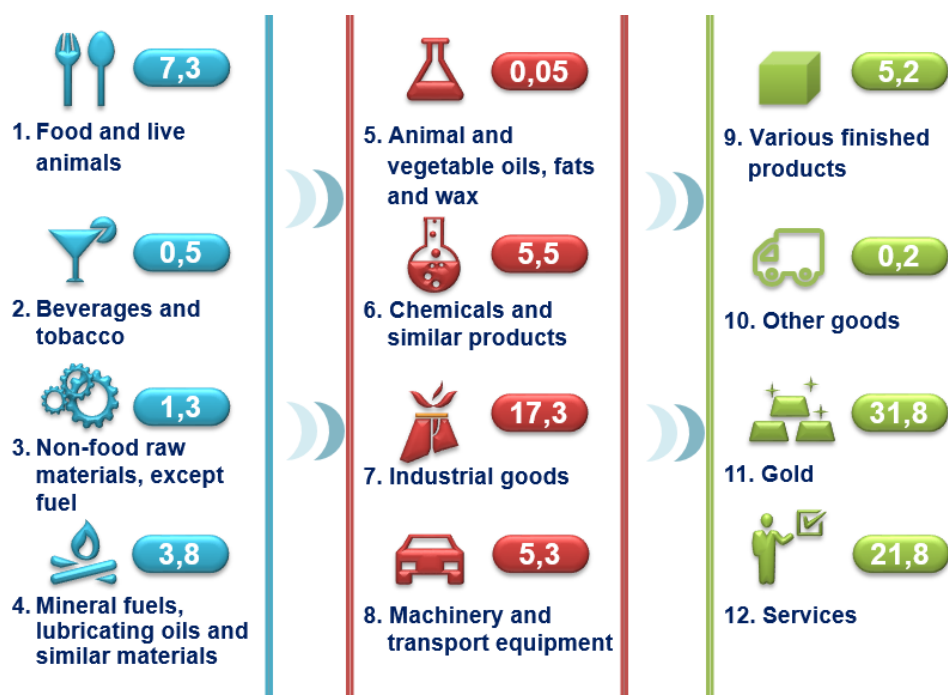 7,3
1. Food and live
animals
0,5
2. Beverages and
tobacco
1,3
3. Non-food raw
materials, except
fuel
3,8
4. Mineral fuels,
lubricating oils and
similar materials
0,05
5. Animal and
vegetable oils, fats
and wax
5,5
6. Chemicals and
similar products
17,3
7. Industrial goods
5,3
8. Machinery and
transport equipment
5,2
9. Various finished
products
0,2
10. Other goods
31,8
11. Gold
21,8
12. Services